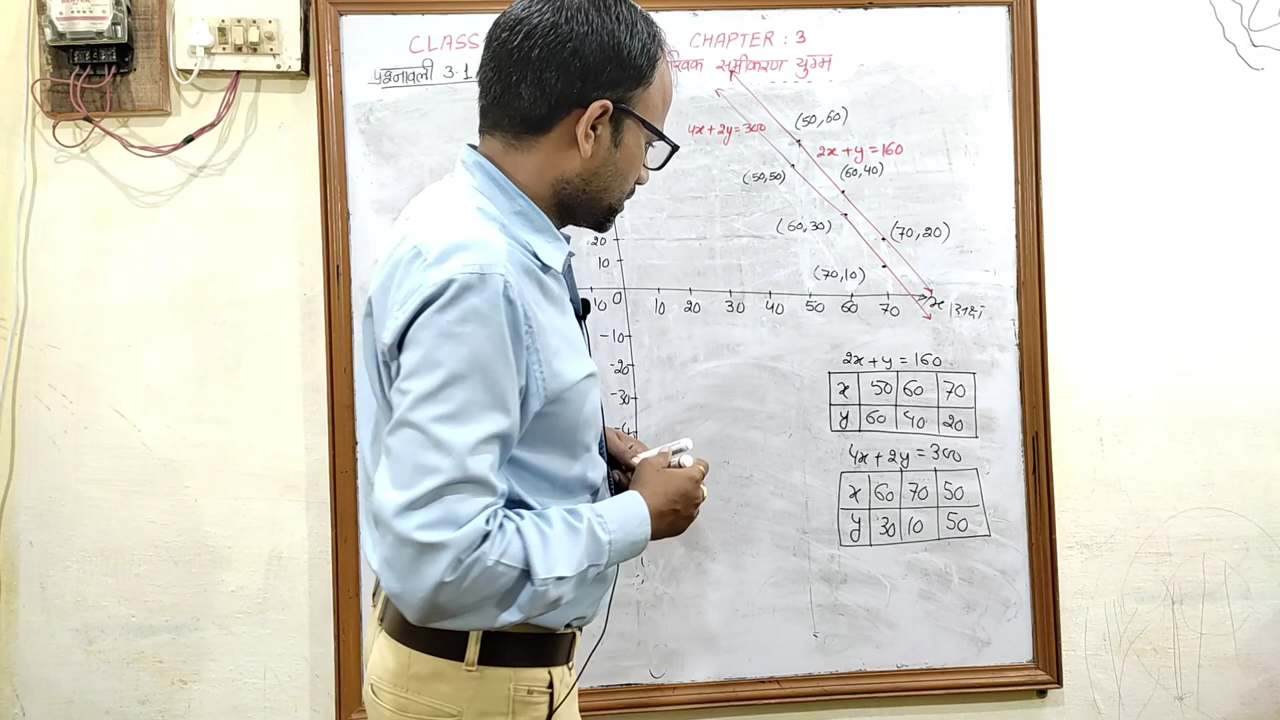 CLASS CHAPTER : 3
प्रश्नावली 3.1 समीकरण युग्म
(50,60)
4x+2y=300
2x+y=160
(50,50) (60,40)
(60,30) (70,20)
20
10 (70,10)
10 0 10 20 30 40 50 60 70 x
-10
-20
-30
2x+y=160
x 50 60 70
y 60 40 20
4x+2y=300
x 60 70 50
y 30 10 50